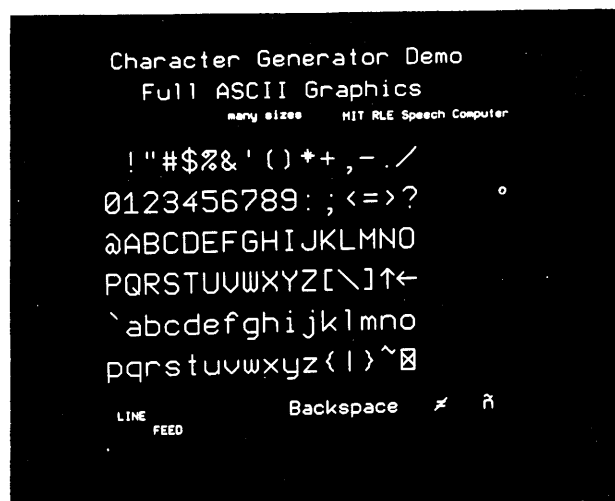 Character Generator Demo
Full ASCII Graphics
many sizes MIT RLE Speech Computer
!"#$%&'()*+,-./
0123456789:;<=>? °
@ABCDEFGHIJKLMNO
PQRSTUVWXYZ[\]↑←
`abcdefghijklmno
pqrstuvwxyz{|}~☒
LINE Backspace ≠ ñ
FEED